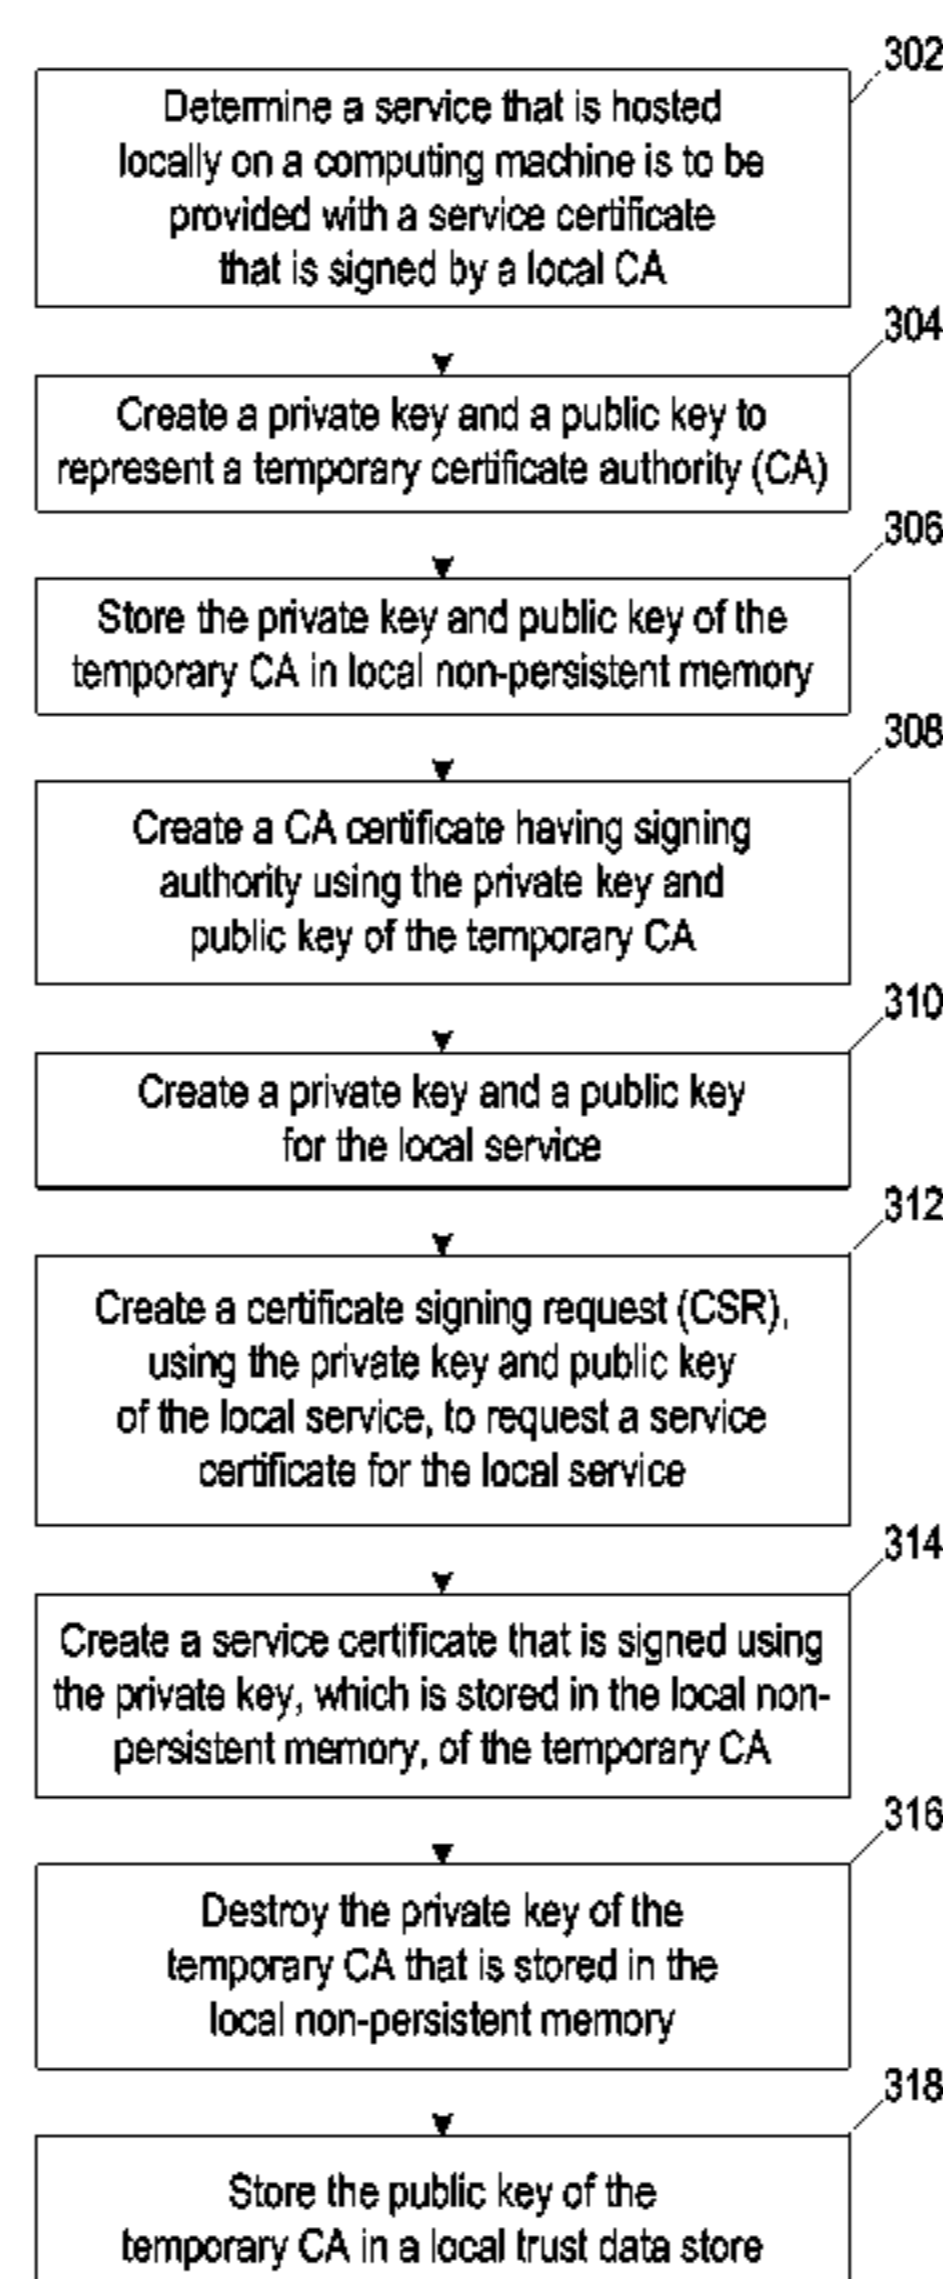 302
Determine a service that is hosted
locally on a computing machine is to be
provided with a service certificate
that is signed by a local CA
304
Create a private key and a public key to
represent a temporary certificate authority (CA)
306
Store the private key and public key of the
temporary CA in local non-persistent memory
308
Create a CA certificate having signing
authority using the private key and
public key of the temporary CA
310
Create a private key and a public key
for the local service
312
Create a certificate signing request (CSR),
using the private key and public key
of the local service, to request a service
certificate for the local service
314
Create a service certificate that is signed using
the private key, which is stored in the local non-
persistent memory, of the temporary CA
316
Destroy the private key of the
temporary CA that is stored in the
local non-persistent memory
318
Store the public key of the
temporary CA in a local trust data store